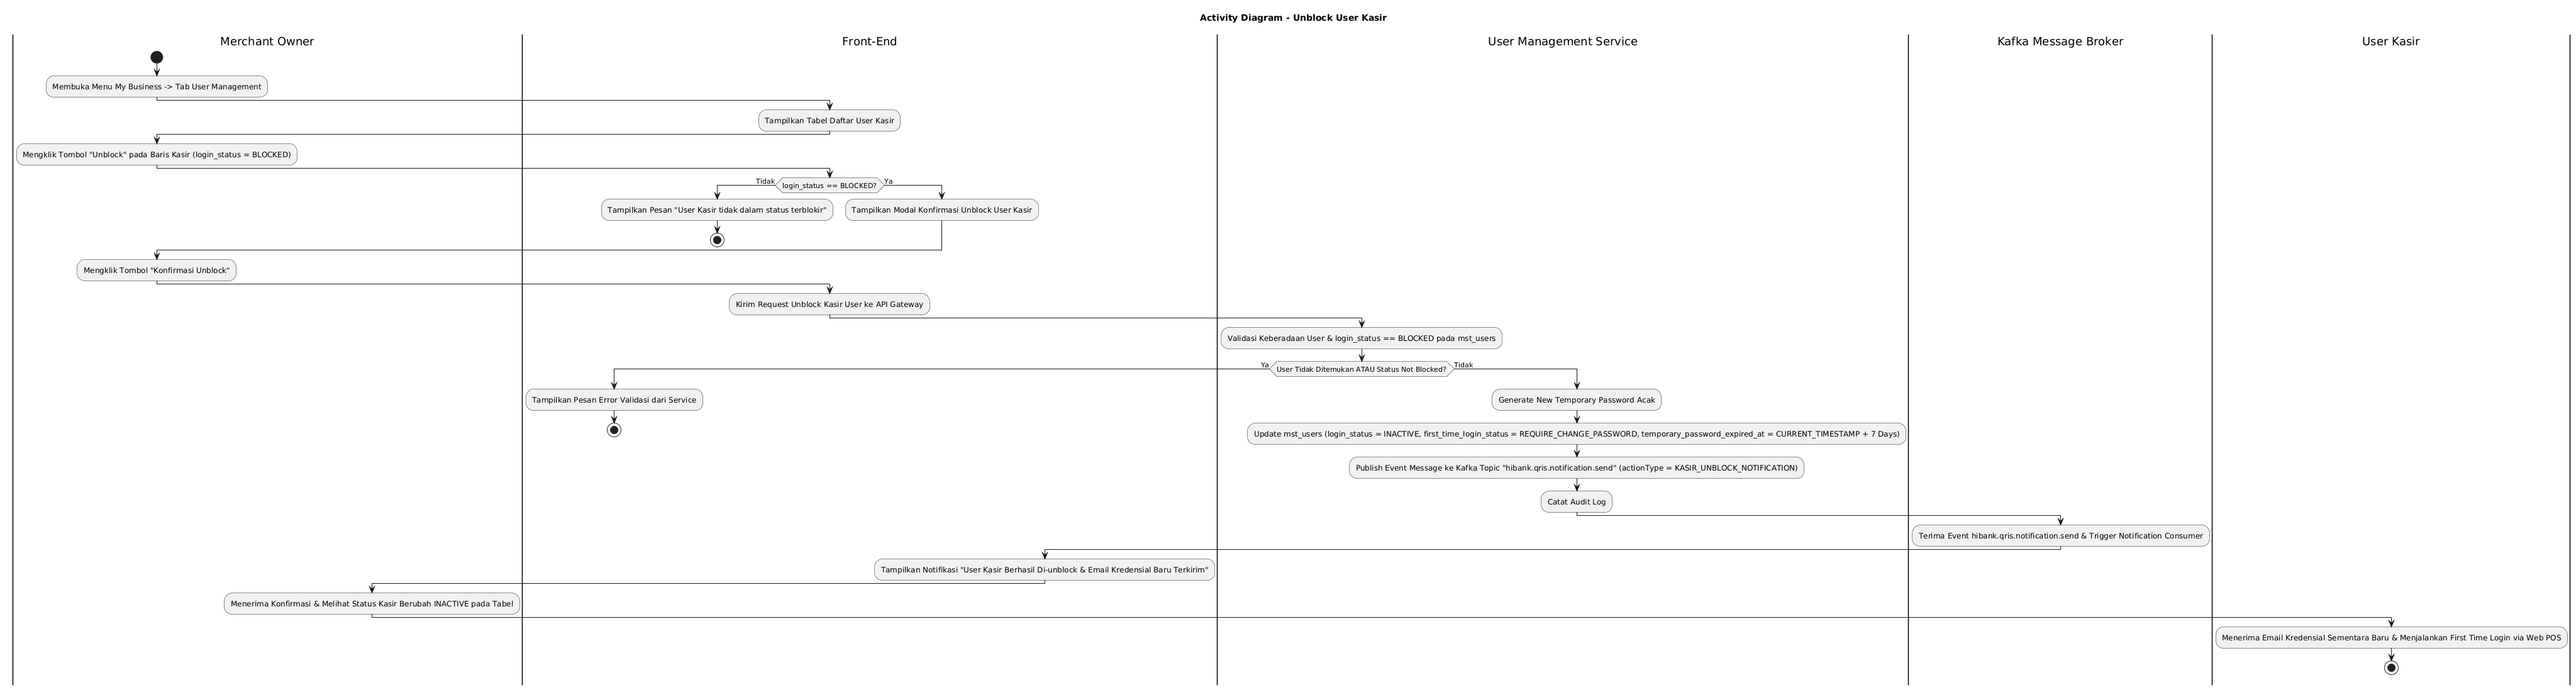 Activity Diagram - Unblock User Kasir
Merchant Owner
Front-End
User Management Service
Kafka Message Broker
User Kasir
Membuka Menu My Business -> Tab User Management
Tampilkan Tabel Daftar User Kasir
Mengklik Tombol "Unblock" pada Baris Kasir (login_status = BLOCKED)
Tidak
login_status == BLOCKED?
Ya
Tampilkan Pesan "User Kasir tidak dalam status terblokir"
Tampilkan Modal Konfirmasi Unblock User Kasir
Mengklik Tombol "Konfirmasi Unblock"
Kirim Request Unblock Kasir User ke API Gateway
Validasi Keberadaan User & login_status == BLOCKED pada mst_users
Ya
User Tidak Ditemukan ATAU Status Not Blocked?
Tidak
Tampilkan Pesan Error Validasi dari Service
Generate New Temporary Password Acak
Update mst_users (login_status = INACTIVE, first_time_login_status = REQUIRE_CHANGE_PASSWORD, temporary_password_expired_at = CURRENT_TIMESTAMP + 7 Days)
Publish Event Message ke Kafka Topic "hibank.qris.notification.send" (actionType = KASIR_UNBLOCK_NOTIFICATION)
Catat Audit Log
Terima Event hibank.qris.notification.send & Trigger Notification Consumer
Tampilkan Notifikasi "User Kasir Berhasil Di-unblock & Email Kredensial Baru Terkirim"
Menerima Konfirmasi & Melihat Status Kasir Berubah INACTIVE pada Tabel
Menerima Email Kredensial Sementara Baru & Menjalankan First Time Login via Web POS